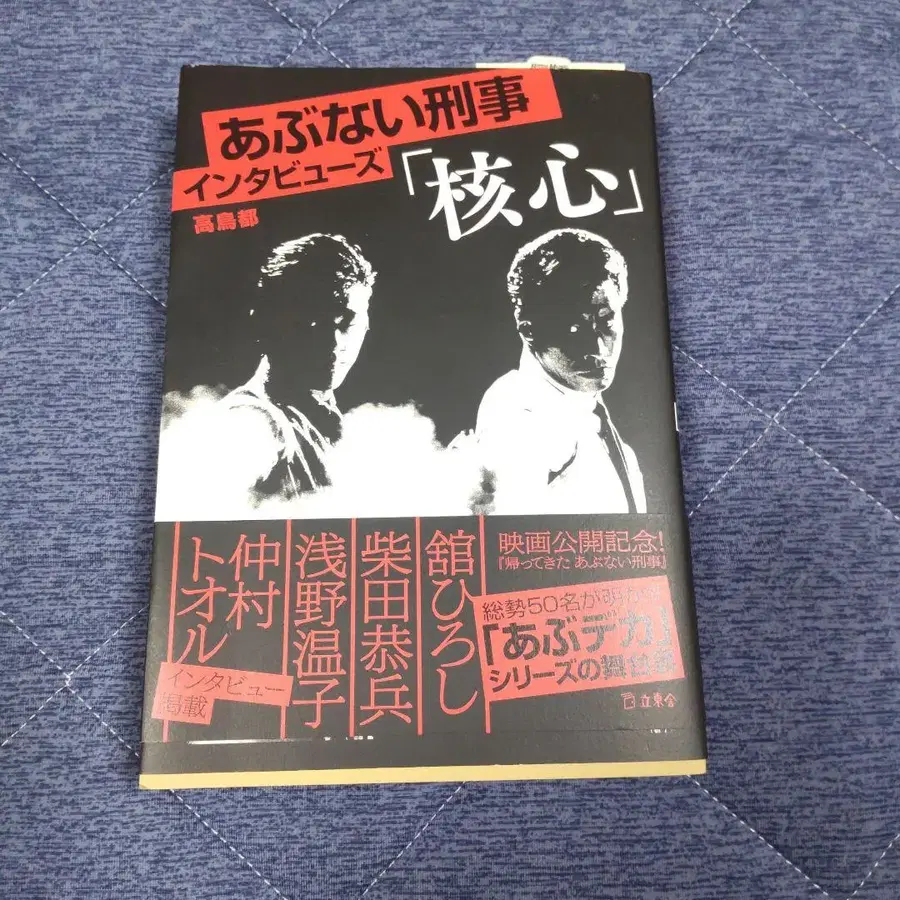 あぶない刑事
インタビューズ
「核心」
高鳥都
映画公開記念!
『帰ってきた あぶない刑事』
総勢50名が明かす
「あぶデカ」
シリーズの舞台裏
舘ひろし
柴田恭兵
浅野温子
仲村
トオル
インタビュー
掲載
立東舎